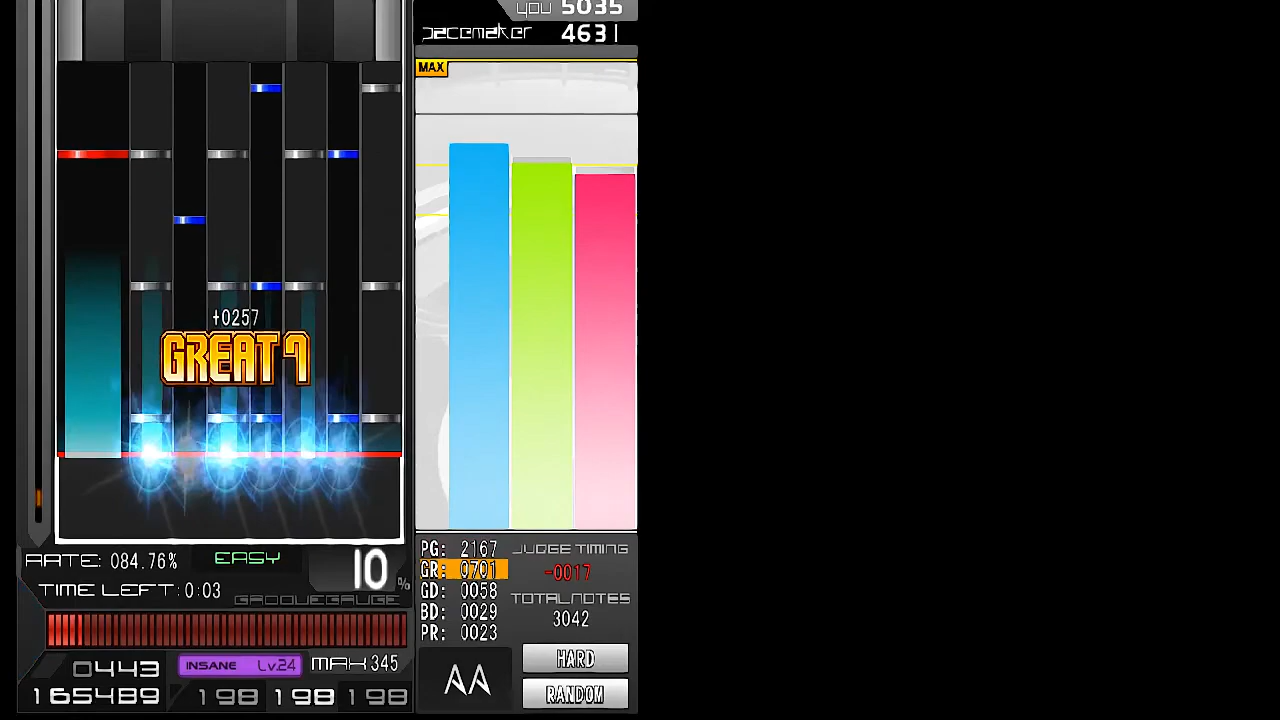 you 5035
pacemaker 4631
MAX
+0257
GREAT 7
RATE: 084.76% EASY 10 %
TIME LEFT: 0:03
GROOVEGAUGE
PG: 2167
GR: 0701
GD: 0058
BD: 0029
PR: 0023
JUDGE TIMING
-0017
TOTALNOTES
3042
0443 INSANE Lv.24 MAX 345
165489 198 198 198
AA
HARD
RANDOM